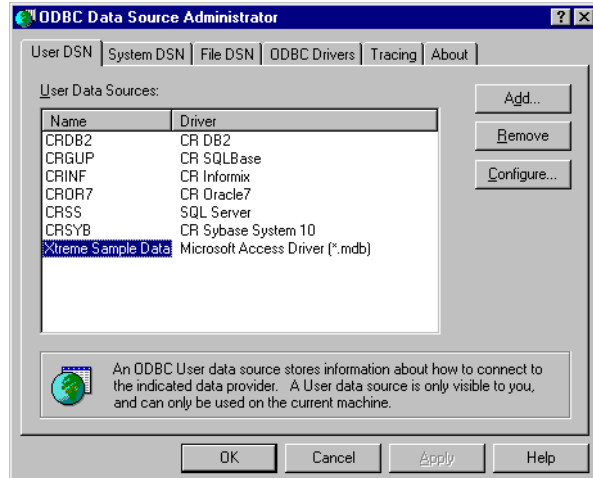 ODBC Data Source Administrator
User DSN System DSN File DSN ODBC Drivers Tracing About
User Data Sources:
Name Driver
CRDB2 CR DB2
CRGUP CR SQLBase
CRINF CR Informix
CROR7 CR Oracle7
CRSS SQL Server
CRSYB CR Sybase System 10
Xtreme Sample Data Microsoft Access Driver (*.mdb)
Add...
Remove
Configure...
An ODBC User data source stores information about how to connect to
the indicated data provider. A User data source is only visible to you,
and can only be used on the current machine.
OK Cancel Apply Help